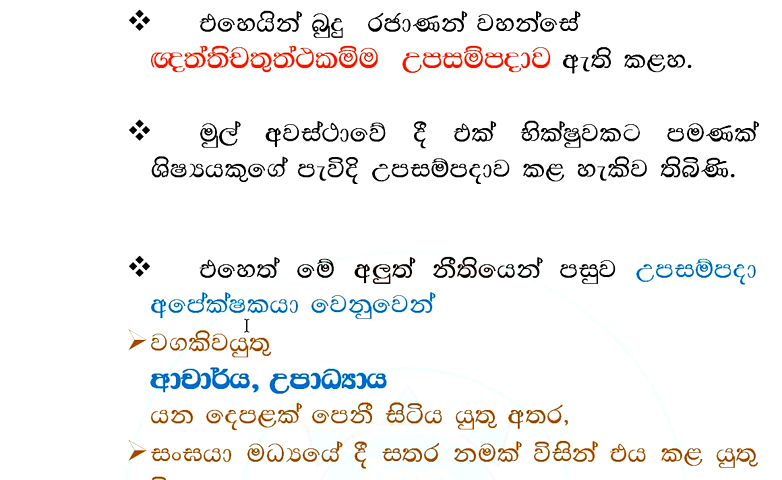 ❖ එහෙයින් බුදු රජාණන් වහන්සේ
ඥත්තිචතුත්ථකම්ම උපසම්පදාව ඇති කළහ.
❖ මුල් අවස්ථාවේ දී එක් භික්ෂුවකට පමණක්
ශිෂ්‍යයකුගේ පැවිදි උපසම්පදාව කළ හැකිව තිබිණි.
❖ එහෙත් මේ අලුත් නීතියෙන් පසුව උපසම්පදා
අපේක්ෂකයා වෙනුවෙන්
➢ වගකිවයුතු
ආචාර්ය, උපාධ්‍යාය
යන දෙපළක් පෙනී සිටිය යුතු අතර,
➢ සංඝයා මධ්‍යයේ දී සතර නමක් විසින් එය කළ යුතු